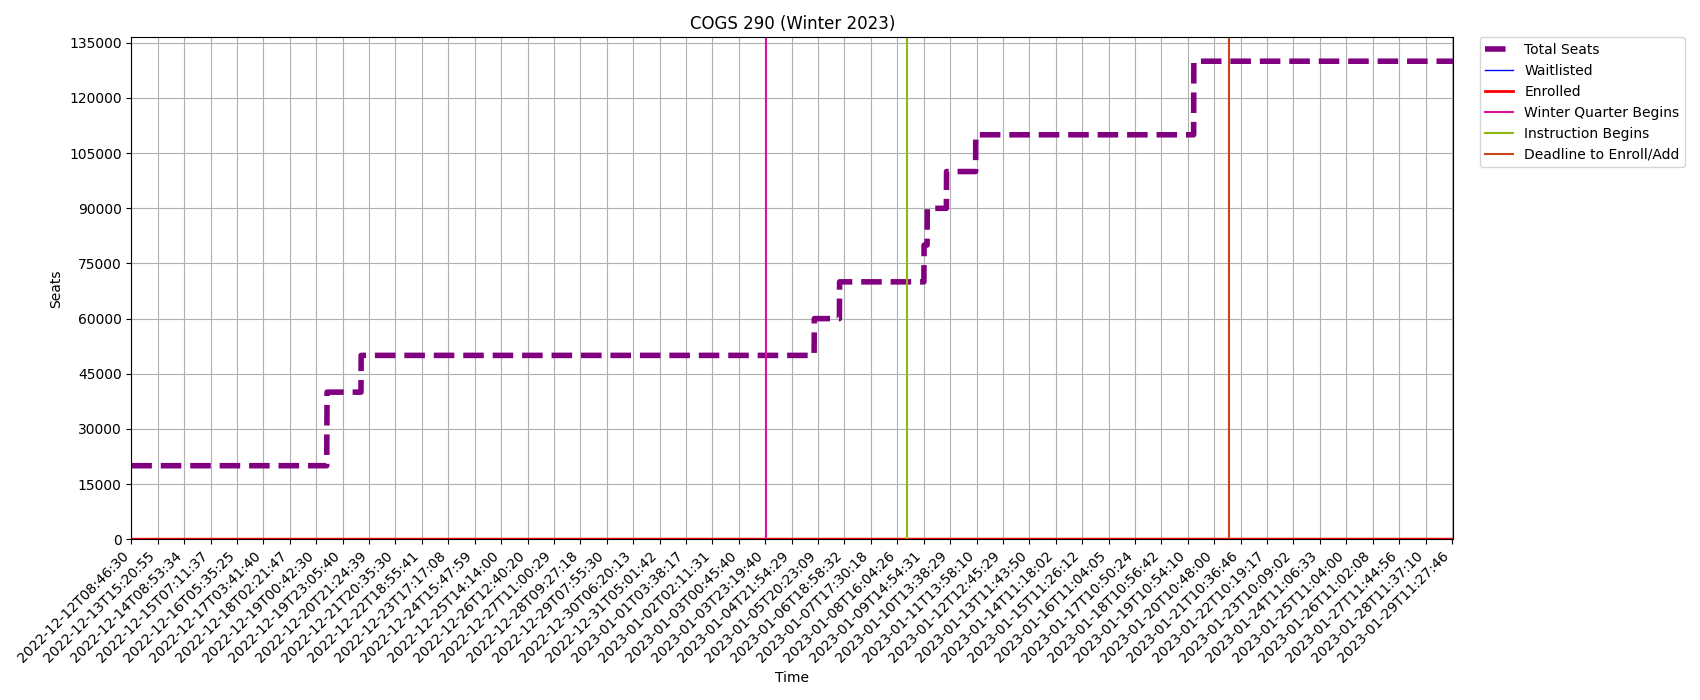 COGS 290 (Winter 2023)
135000
120000
105000
90000
75000
60000
45000
30000
15000
0
Seats
Total Seats
Waitlisted
Enrolled
Winter Quarter Begins
Instruction Begins
Deadline to Enroll/Add
2022-12-12T08:46:30
2022-12-13T15:20:55
2022-12-14T08:53:34
2022-12-15T07:11:37
2022-12-16T05:35:25
2022-12-17T03:41:40
2022-12-18T02:21:47
2022-12-19T00:42:30
2022-12-19T23:05:40
2022-12-20T21:24:39
2022-12-21T20:35:30
2022-12-22T18:55:41
2022-12-23T17:17:08
2022-12-24T15:47:59
2022-12-25T14:14:00
2022-12-26T12:40:20
2022-12-27T11:00:29
2022-12-28T09:27:18
2022-12-29T07:55:30
2022-12-30T06:20:13
2022-12-31T05:01:42
2023-01-01T03:38:17
2023-01-02T02:11:31
2023-01-03T00:45:40
2023-01-03T23:19:40
2023-01-04T21:54:29
2023-01-05T20:23:09
2023-01-06T18:58:32
2023-01-07T17:30:18
2023-01-08T16:04:26
2023-01-09T14:54:31
2023-01-10T13:38:29
2023-01-11T13:58:10
2023-01-12T12:45:29
2023-01-13T11:43:50
2023-01-14T11:18:02
2023-01-15T11:26:12
2023-01-16T11:04:05
2023-01-17T10:50:24
2023-01-18T10:56:42
2023-01-19T10:54:10
2023-01-20T10:48:00
2023-01-21T10:36:46
2023-01-22T10:19:17
2023-01-23T10:09:02
2023-01-24T11:06:33
2023-01-25T11:04:00
2023-01-26T11:02:08
2023-01-27T11:44:56
2023-01-28T11:37:10
2023-01-29T11:27:46
Time